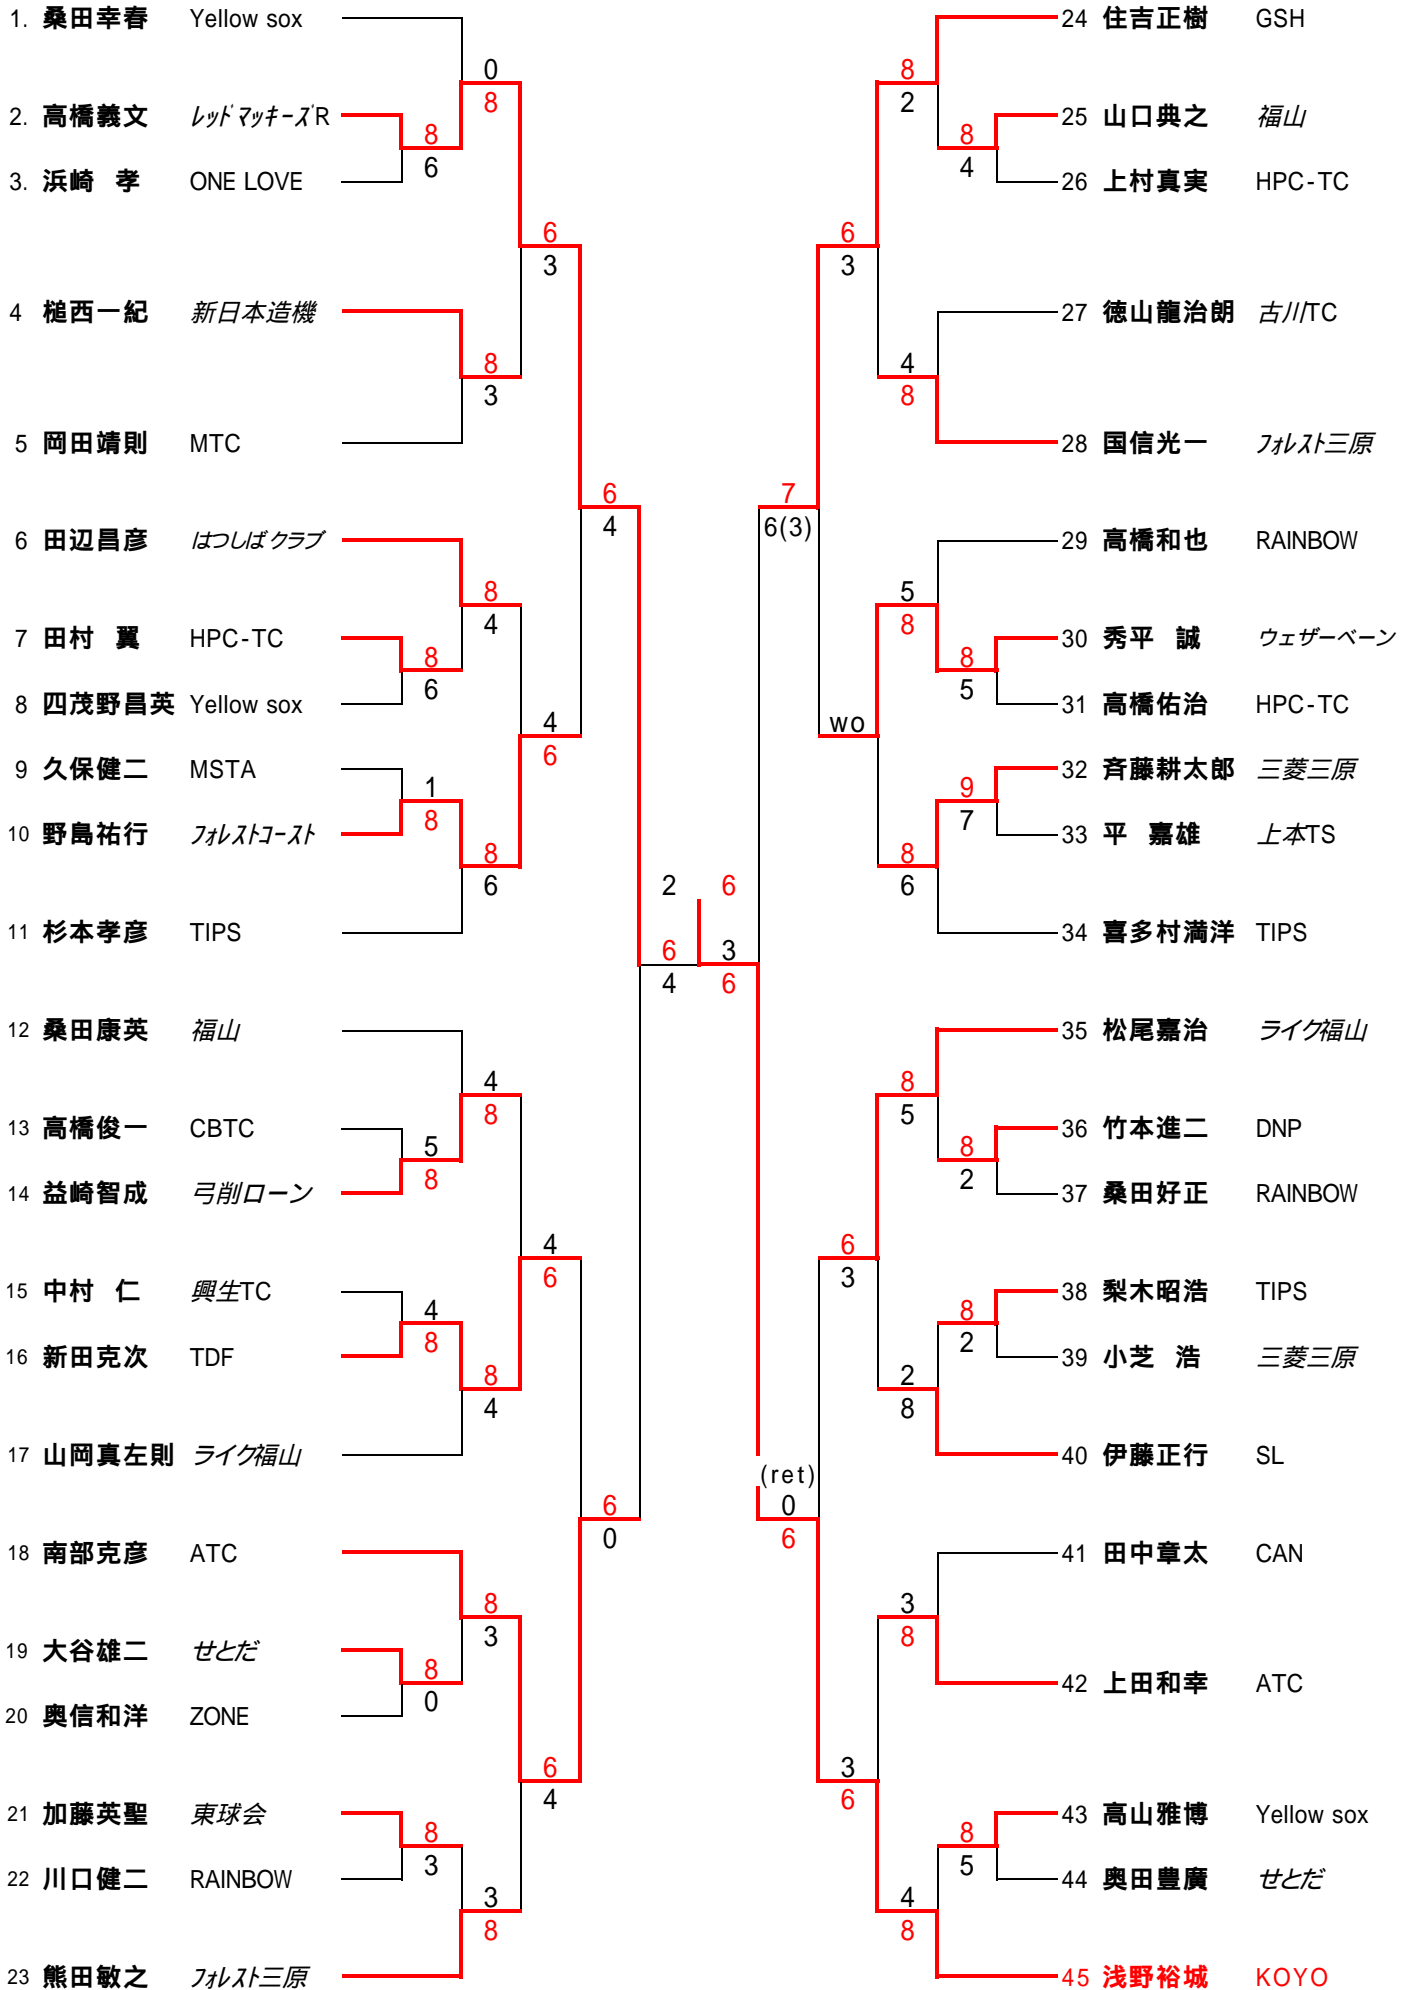 1. 桑田幸春 Yellow sox
0
8
2. 高橋義文 レッドマッキーズR
8
6
3. 浜崎 孝 ONE LOVE
6
3
4 槌西一紀 新日本造機
8
3
5 岡田靖則 MTC
6
4
6 田辺昌彦 はつしばクラブ
8
4
7 田村 翼 HPC-TC
8
6
8 四茂野昌英 Yellow sox
4
6
9 久保健二 MSTA
1
8
10 野島祐行 フォレストコースト
8
6
11 杉本孝彦 TIPS
2 6
6 3
4 6
12 桑田康英 福山
4
8
13 高橋俊一 CBTC
5
8
14 益崎智成 弓削ローン
4
6
15 中村 仁 興生TC
4
8
16 新田克次 TDF
8
4
17 山岡真左則 ライク福山
6
0
18 南部克彦 ATC
8
3
19 大谷雄二 せとだ
8
0
20 奥信和洋 ZONE
6
4
21 加藤英聖 東球会
8
3
22 川口健二 RAINBOW
3
8
23 熊田敏之 フォレスト三原
24 住吉正樹 GSH
8
2
25 山口典之 福山
8
4
26 上村真実 HPC-TC
6
3
27 徳山龍治朗 古川TC
4
8
28 国信光一 フォレスト三原
7
6(3)
29 高橋和也 RAINBOW
5
8
30 秀平 誠 ウェザーベーン
8
5
31 高橋佑治 HPC-TC
wo
32 斉藤耕太郎 三菱三原
9
7
33 平 嘉雄 上本TS
8
6
34 喜多村満洋 TIPS
35 松尾嘉治 ライク福山
8
5
36 竹本進二 DNP
8
2
37 桑田好正 RAINBOW
6
3
38 梨木昭浩 TIPS
8
2
39 小芝 浩 三菱三原
2
8
40 伊藤正行 SL
(ret)
0
6
41 田中章太 CAN
3
8
42 上田和幸 ATC
3
6
43 高山雅博 Yellow sox
8
5
44 奥田豊廣 せとだ
4
8
45 浅野裕城 KOYO